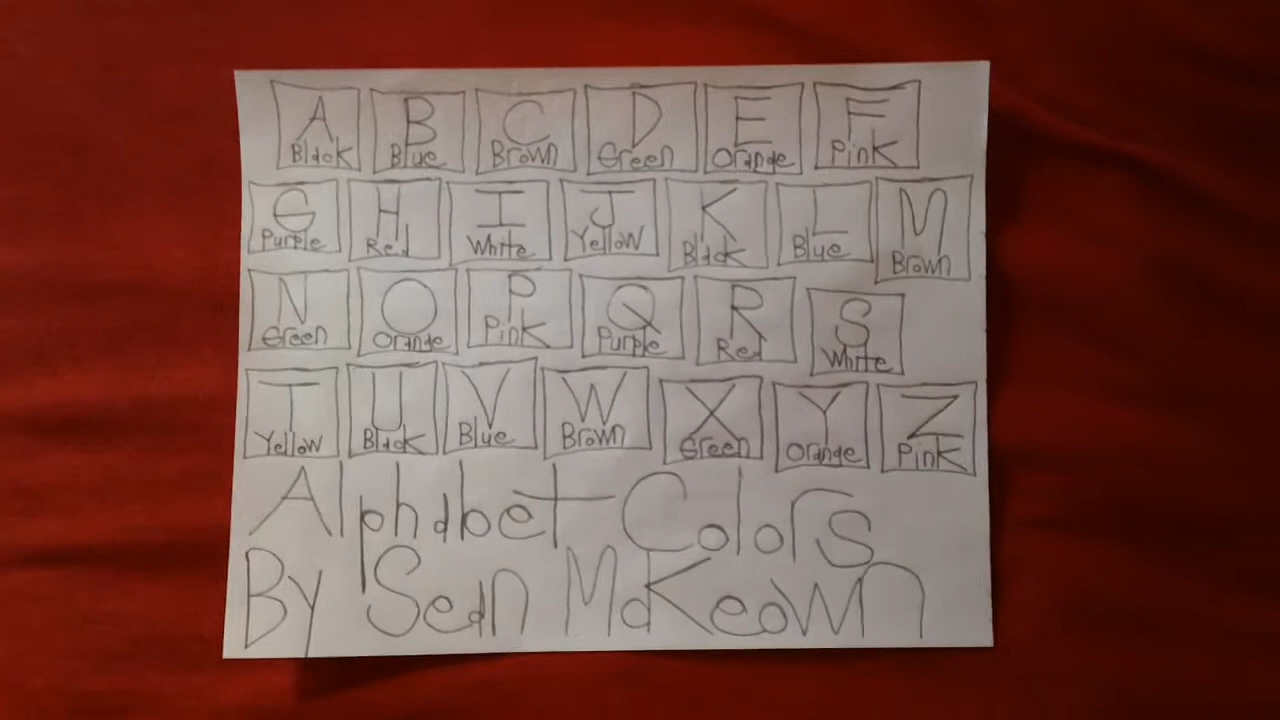 A B C D E F
Black Blue Brown Green Orange Pink
G H I J K L M
Purple Red White Yellow Black Blue Brown
N O P Q R S
Green Orange Pink Purple Red White
T U V W X Y Z
Yellow Black Blue Brown Green Orange Pink
Alphabet Colors
By Sean McKeown